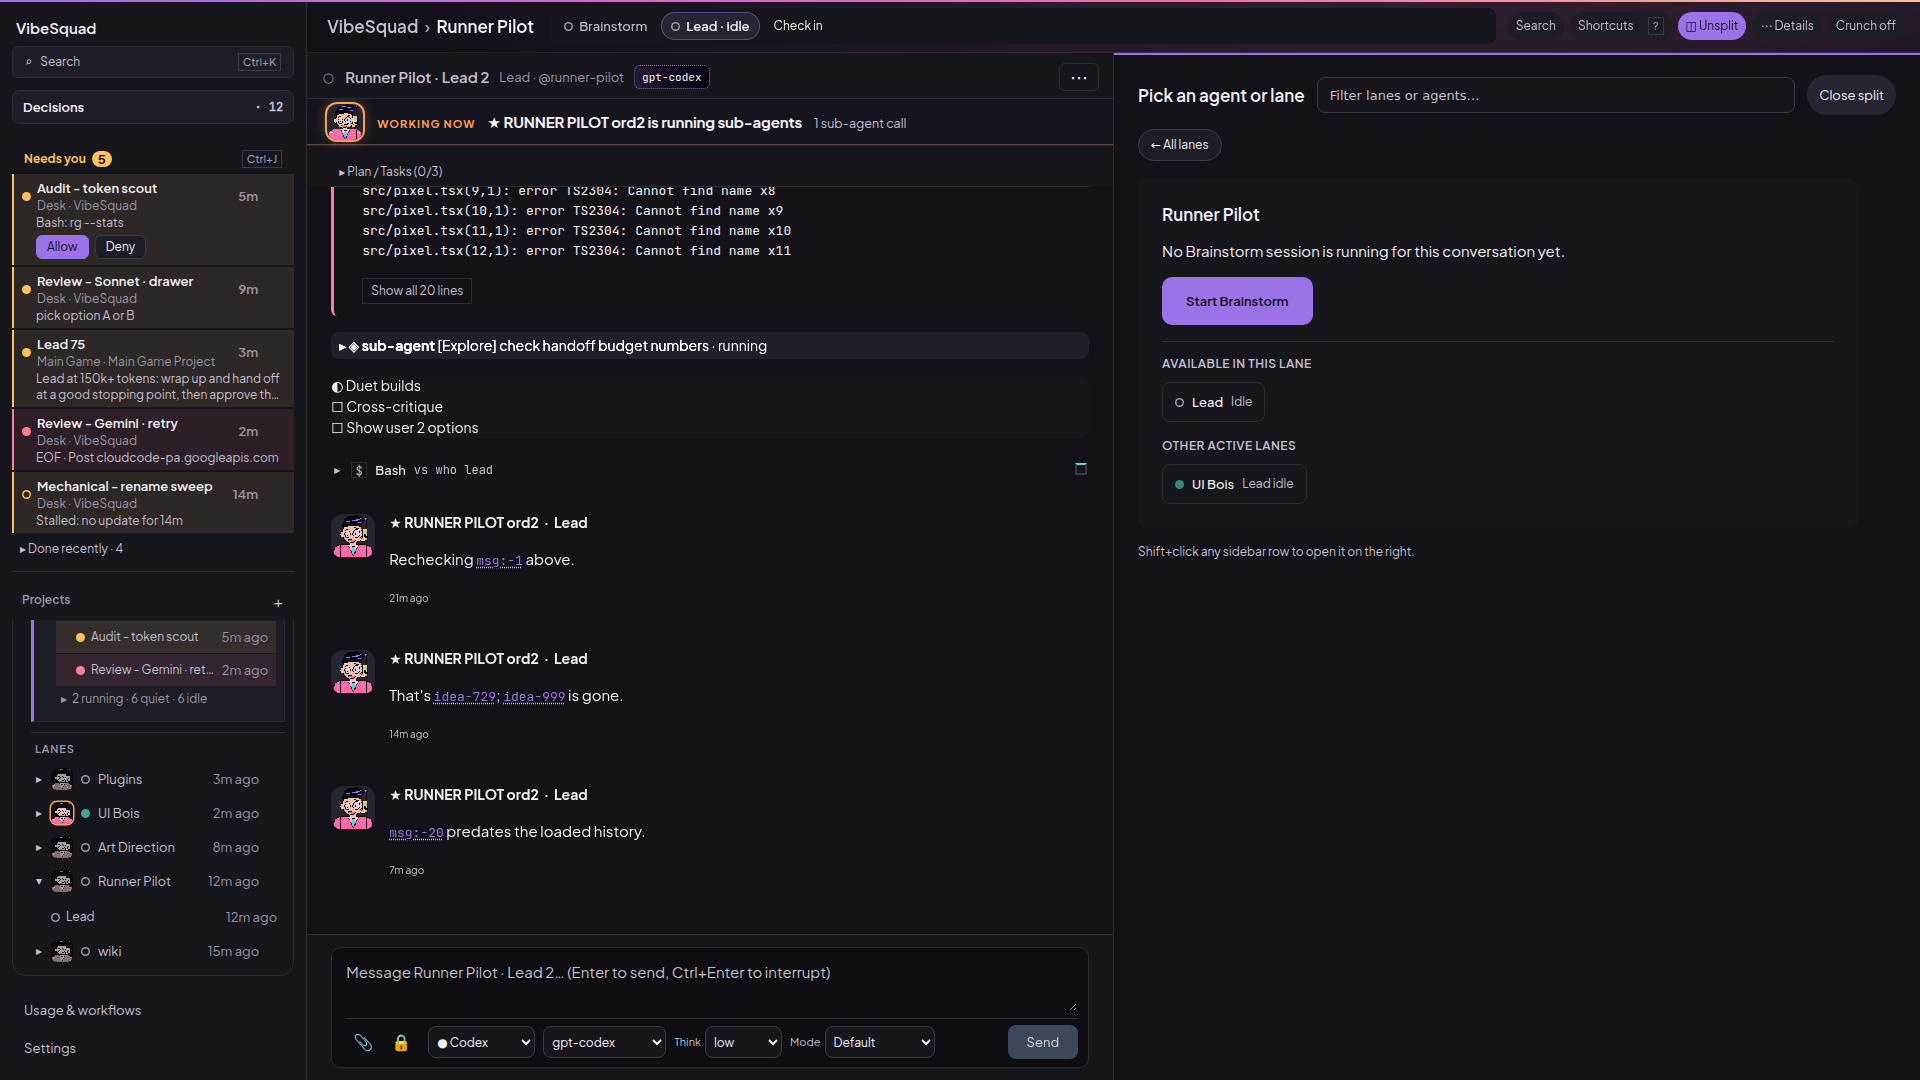 VibeSquad
Search Ctrl+K
Decisions · 12
Needs you 5 Ctrl+J
Audit – token scout 5m
Desk · VibeSquad
Bash: rg --stats
Allow Deny
Review – Sonnet · drawer 9m
Desk · VibeSquad
pick option A or B
Lead 75 3m
Main Game · Main Game Project
Lead at 150k+ tokens: wrap up and hand off
at a good stopping point, then approve th...
Review – Gemini · retry 2m
Desk · VibeSquad
EOF · Post cloudcode-pa.googleapis.com
Mechanical – rename sweep 14m
Desk · VibeSquad
Stalled: no update for 14m
▸ Done recently · 4
Projects +
Audit – token scout 5m ago
Review – Gemini · ret... 2m ago
▸ 2 running · 6 quiet · 6 idle
LANES
▸ Plugins 3m ago
▸ UI Bois 2m ago
▸ Art Direction 8m ago
▾ Runner Pilot 12m ago
Lead 12m ago
▸ wiki 15m ago
Usage & workflows
Settings
VibeSquad › Runner Pilot Brainstorm Lead · Idle Check in
Search Shortcuts ? Unsplit ··· Details Crunch off
Runner Pilot · Lead 2 Lead · @runner-pilot gpt-codex ···
WORKING NOW ★ RUNNER PILOT ord2 is running sub-agents 1 sub-agent call
▸ Plan / Tasks (0/3)
src/pixel.tsx(9,1): error TS2304: Cannot find name x8
src/pixel.tsx(10,1): error TS2304: Cannot find name x9
src/pixel.tsx(11,1): error TS2304: Cannot find name x10
src/pixel.tsx(12,1): error TS2304: Cannot find name x11
Show all 20 lines
▸ ◈ sub-agent [Explore] check handoff budget numbers · running
◐ Duet builds
☐ Cross-critique
☐ Show user 2 options
▸ $ Bash vs who lead
★ RUNNER PILOT ord2 · Lead
Rechecking msg:-1 above.
21m ago
★ RUNNER PILOT ord2 · Lead
That's idea-729; idea-999 is gone.
14m ago
★ RUNNER PILOT ord2 · Lead
msg:-20 predates the loaded history.
7m ago
Message Runner Pilot · Lead 2... (Enter to send, Ctrl+Enter to interrupt)
Codex gpt-codex Think low Mode Default Send
Pick an agent or lane Filter lanes or agents... Close split
← All lanes
Runner Pilot
No Brainstorm session is running for this conversation yet.
Start Brainstorm
AVAILABLE IN THIS LANE
Lead Idle
OTHER ACTIVE LANES
UI Bois Lead idle
Shift+click any sidebar row to open it on the right.